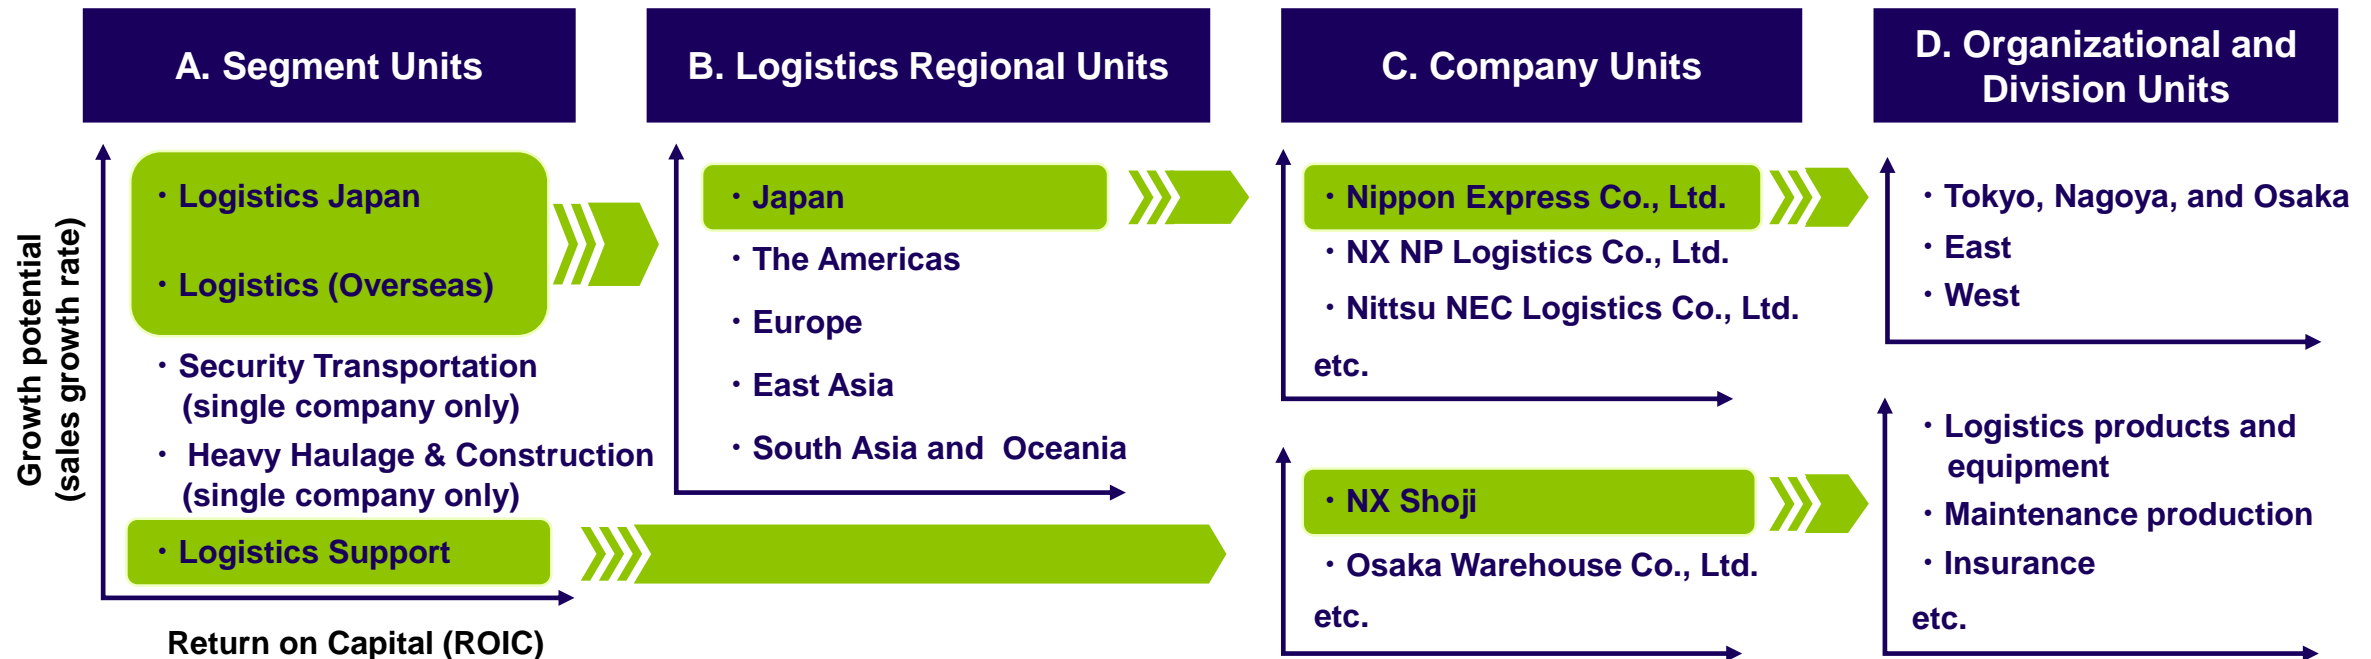 A. Segment Units
B. Logistics Regional Units
C. Company Units
D. Organizational and
Division Units
Growth potential
(sales growth rate)
・Logistics Japan
・Logistics (Overseas)
・Security Transportation
(single company only)
・ Heavy Haulage & Construction
(single company only)
・Logistics Support
Return on Capital (ROIC)
・Japan
・The Americas
・Europe
・East Asia
・South Asia and Oceania
・Nippon Express Co., Ltd.
・NX NP Logistics Co., Ltd.
・Nittsu NEC Logistics Co., Ltd.
etc.
・NX Shoji
・Osaka Warehouse Co., Ltd.
etc.
・Tokyo, Nagoya, and Osaka
・East
・West
・Logistics products and
equipment
・Maintenance production
・Insurance
etc.